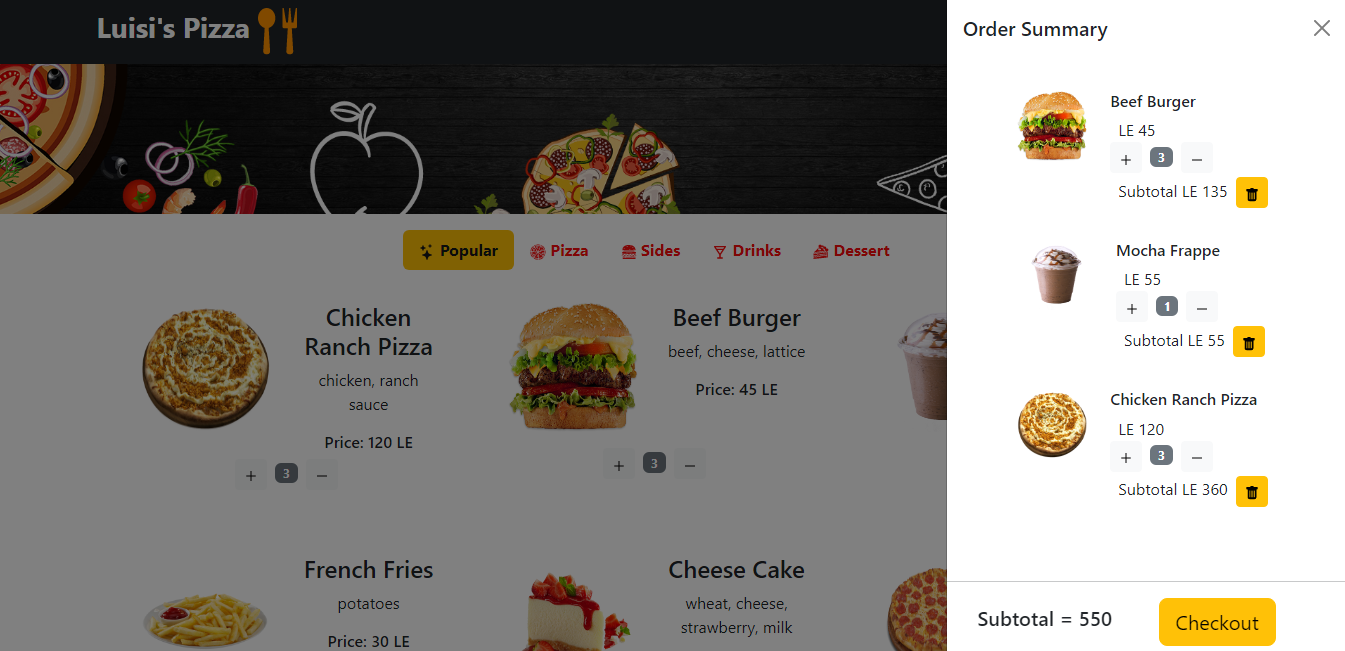 Luisi's Pizza
Popular
Pizza
Sides
Drinks
Dessert
Chicken
Ranch Pizza
chicken, ranch
sauce
Price: 120 LE
+ 3 −
Beef Burger
beef, cheese, lattice
Price: 45 LE
+ 3 −
French Fries
potatoes
Price: 30 LE
Cheese Cake
wheat, cheese,
strawberry, milk
Order Summary
Beef Burger
LE 45
+ 3 −
Subtotal LE 135
Mocha Frappe
LE 55
+ 1 −
Subtotal LE 55
Chicken Ranch Pizza
LE 120
+ 3 −
Subtotal LE 360
Subtotal = 550
Checkout